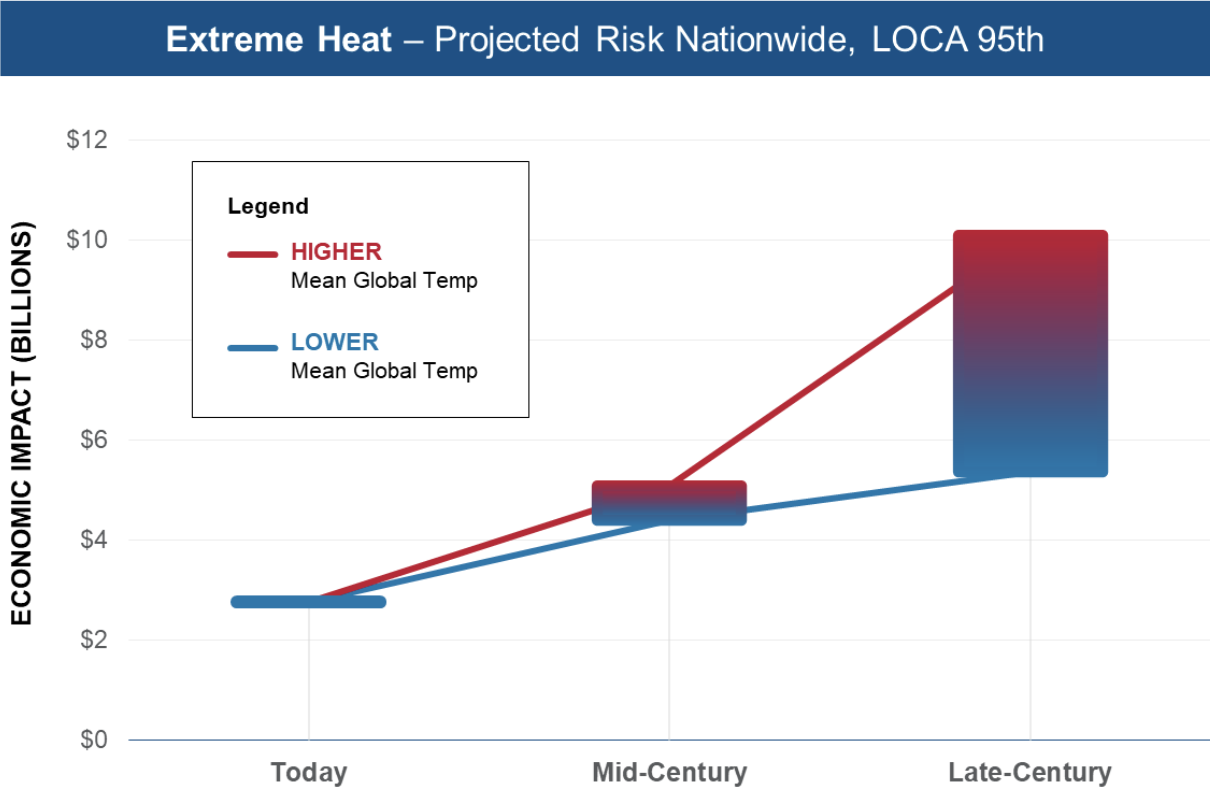 Extreme Heat – Projected Risk Nationwide, LOCA 95th
ECONOMIC IMPACT (BILLIONS)
$12
$10
$8
$6
$4
$2
$0
Legend
HIGHER
Mean Global Temp
LOWER
Mean Global Temp
Today
Mid-Century
Late-Century